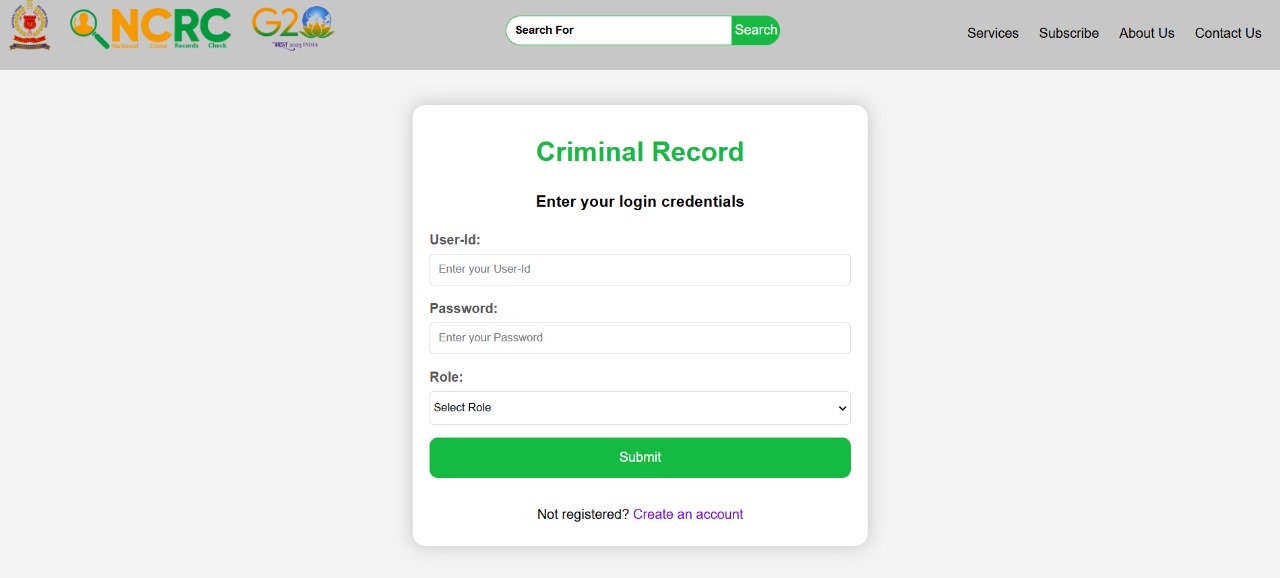 NCRC
National Crime Records Check
G20
भारत 2023 INDIA
Search For
Search
Services
Subscribe
About Us
Contact Us
Criminal Record
Enter your login credentials
User-Id:
Enter your User-Id
Password:
Enter your Password
Role:
Select Role
Submit
Not registered? Create an account